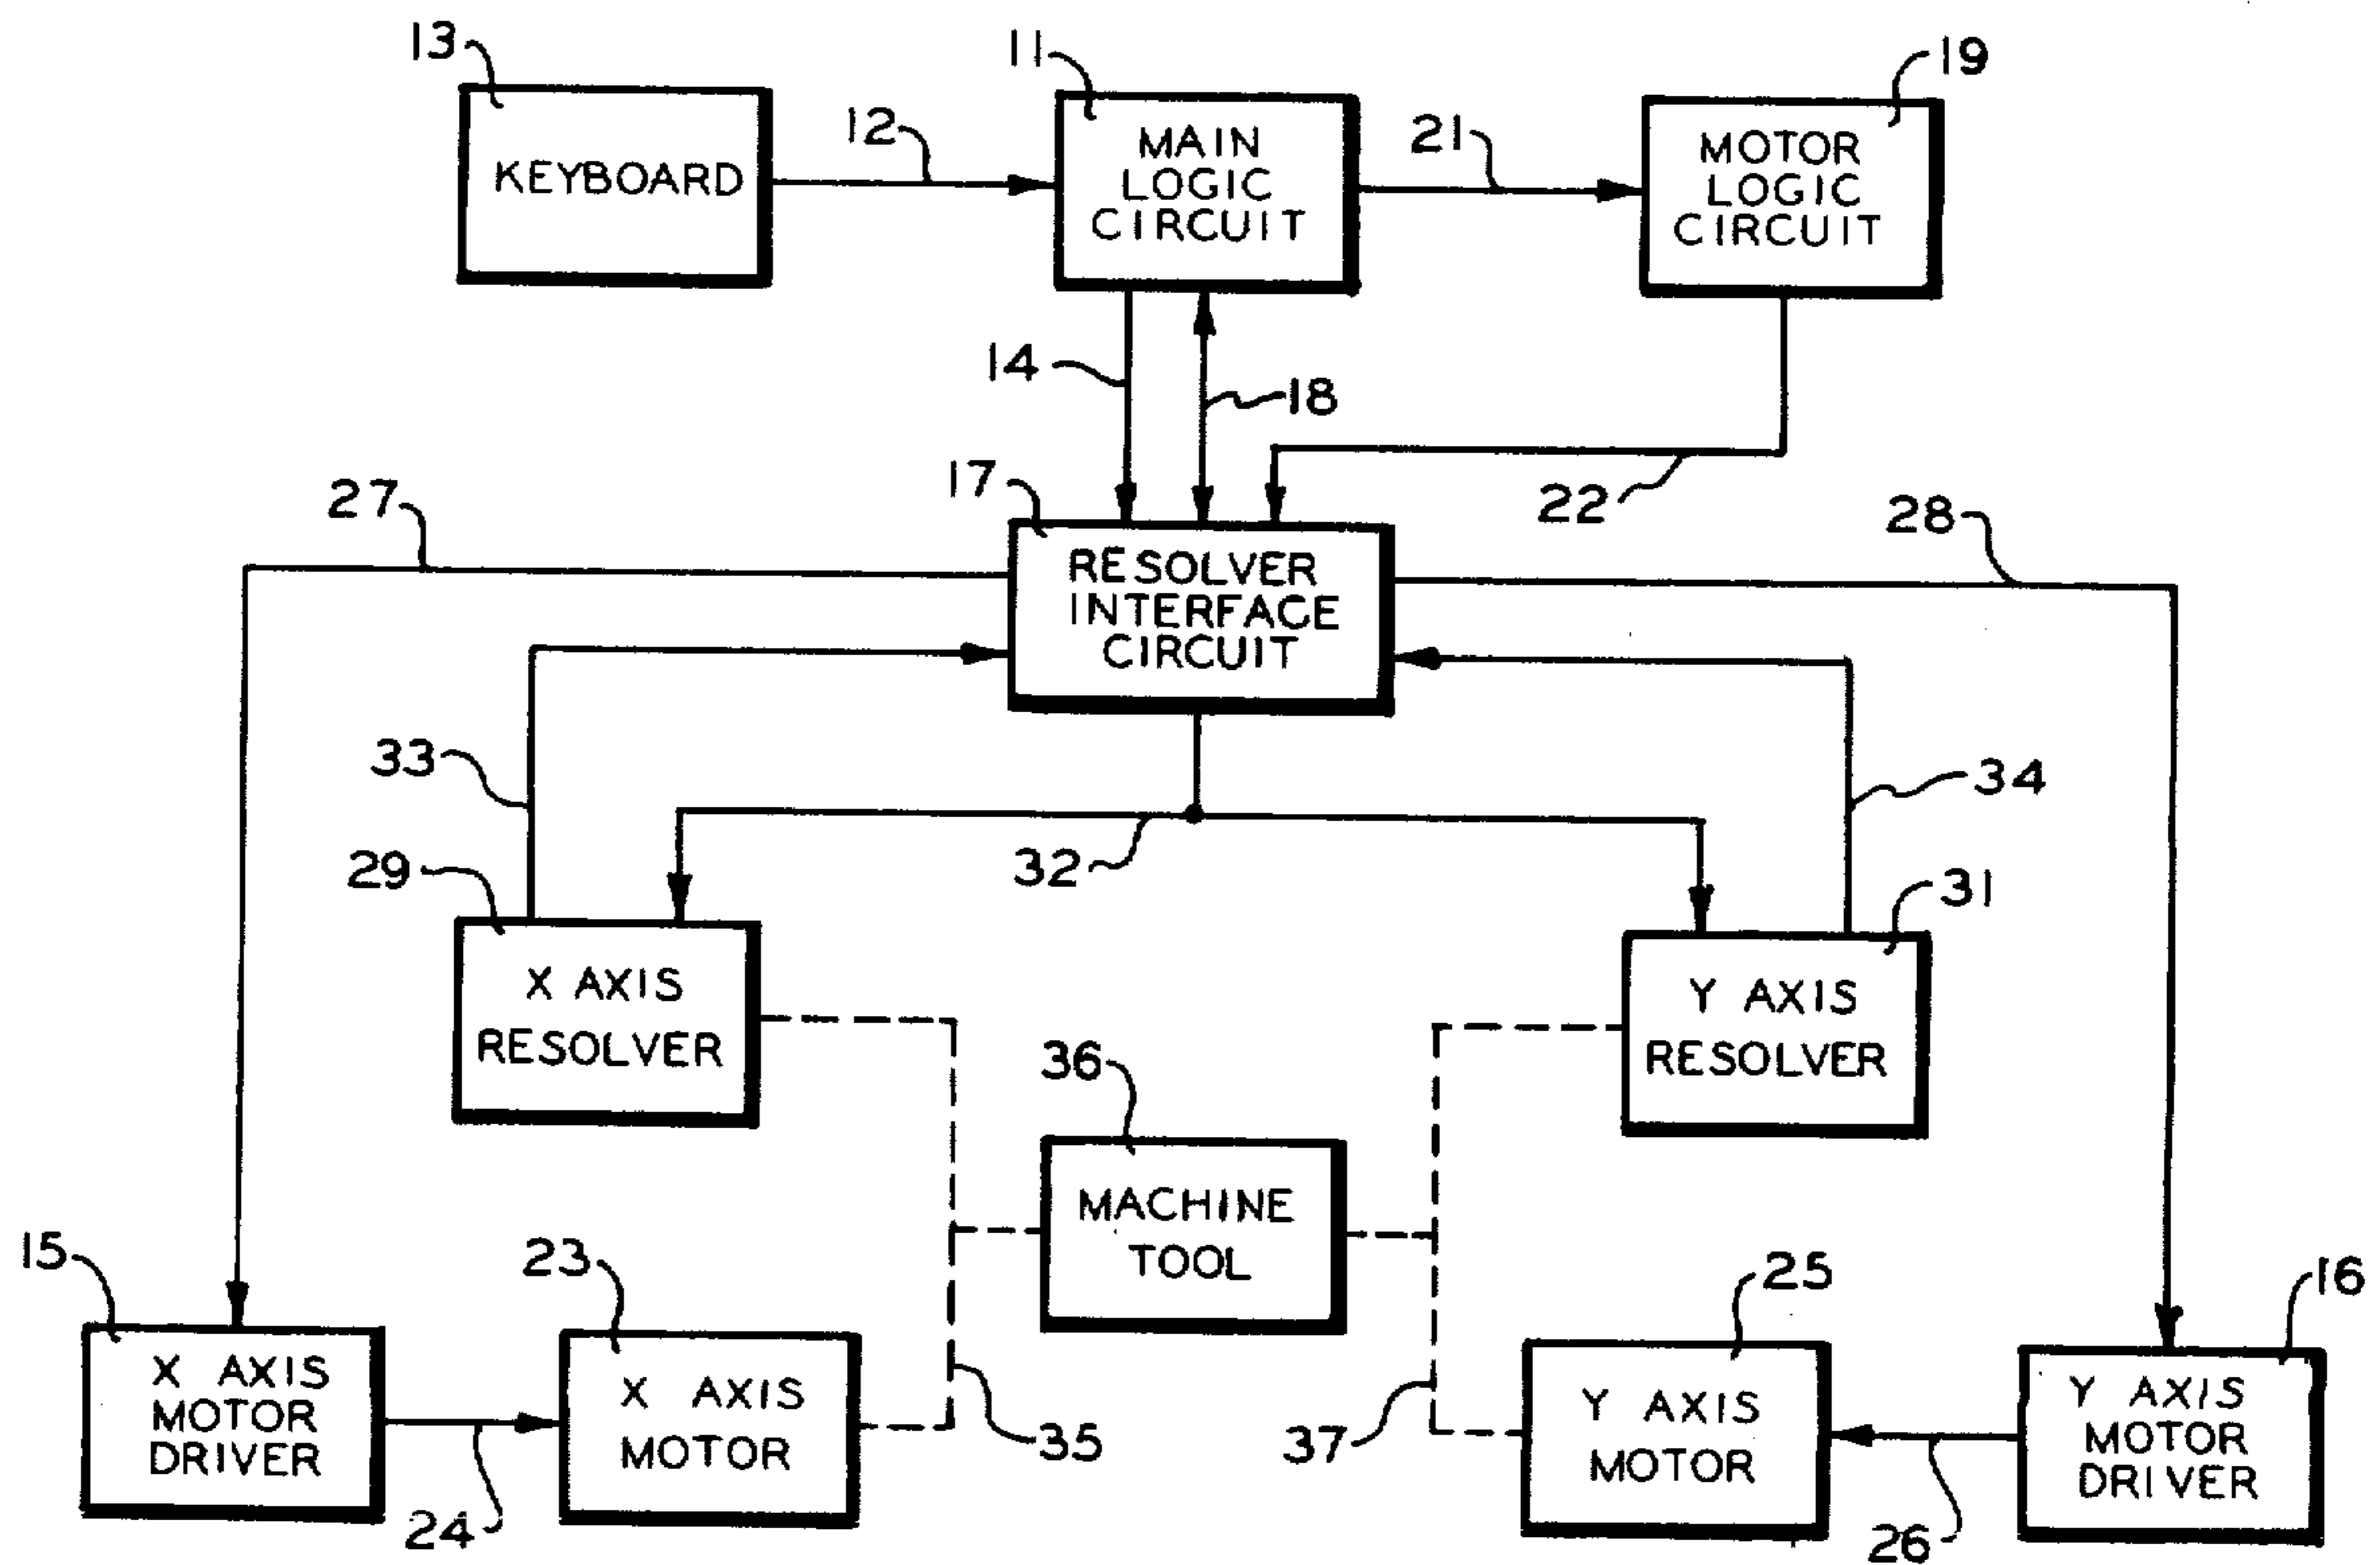 13
11
19
12
21
KEYBOARD
MAIN
LOGIC
CIRCUIT
MOTOR
LOGIC
CIRCUIT
14
18
17
22
27
28
RESOLVER
INTERFACE
CIRCUIT
33
34
32
29
31
X AXIS
RESOLVER
Y AXIS
RESOLVER
36
MACHINE
TOOL
15
23
25
16
X AXIS
MOTOR
DRIVER
X AXIS
MOTOR
35
37
Y AXIS
MOTOR
Y AXIS
MOTOR
DRIVER
24
26